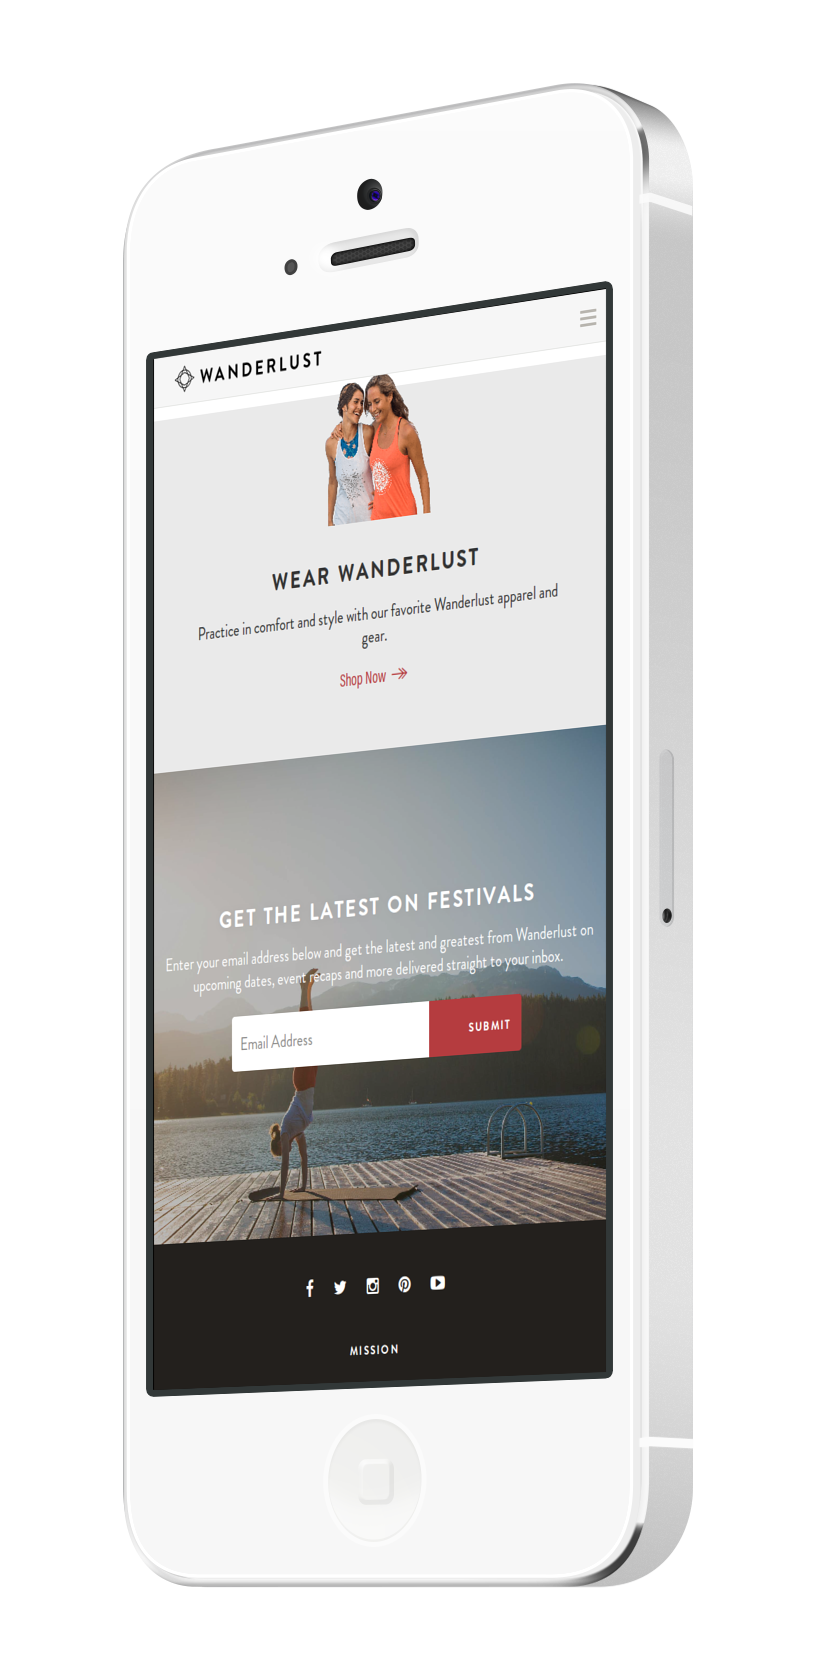 WANDERLUST
WEAR WANDERLUST
Practice in comfort and style with our favorite Wanderlust apparel and
gear.
Shop Now
GET THE LATEST ON FESTIVALS
Enter your email address below and get the latest and greatest from Wanderlust on
upcoming dates, event recaps and more delivered straight to your inbox.
Email Address
SUBMIT
MISSION